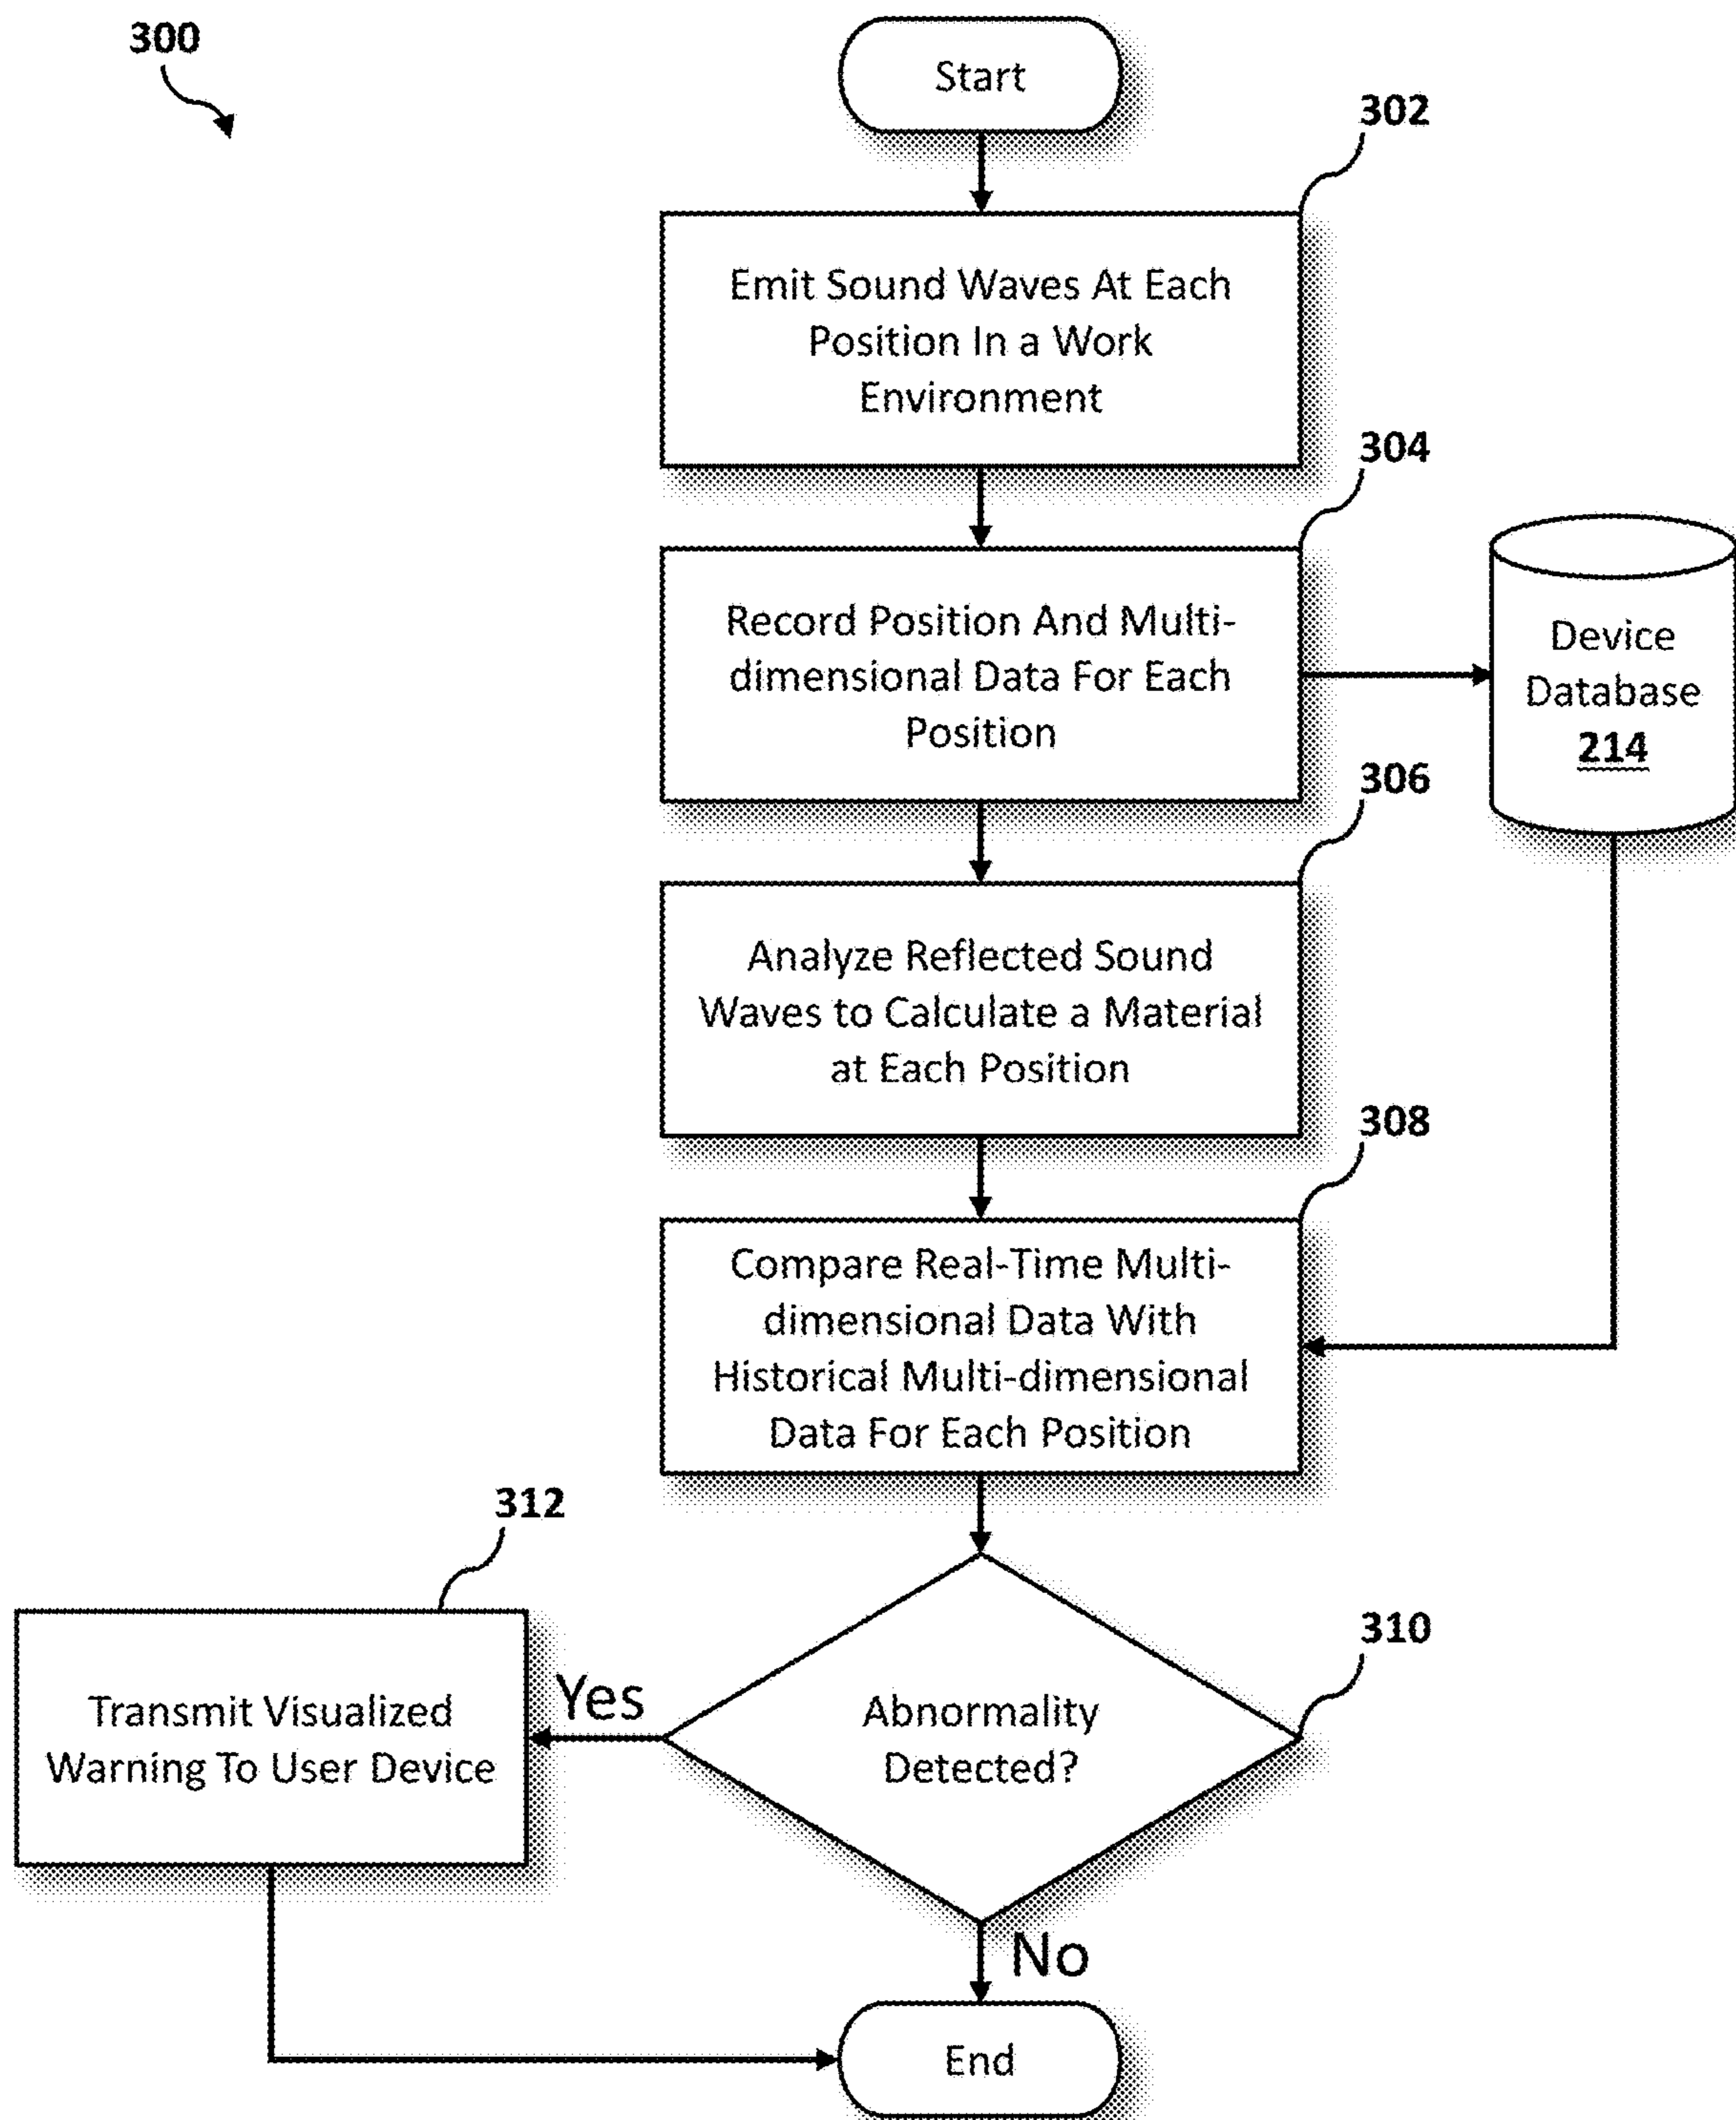 300
Start
302
Emit Sound Waves At Each
Position In a Work
Environment
304
Record Position And Multi-
dimensional Data For Each
Position
Device
Database
214
306
Analyze Reflected Sound
Waves to Calculate a Material
at Each Position
308
Compare Real-Time Multi-
dimensional Data With
Historical Multi-dimensional
Data For Each Position
312
310
Transmit Visualized
Warning To User Device
Yes
Abnormality
Detected?
No
End